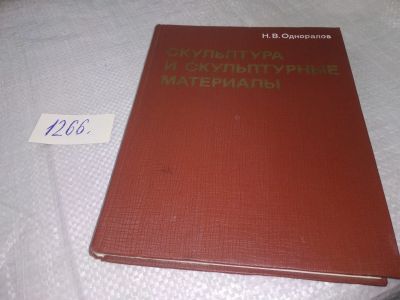 Н.В.Одноралов
СКУЛЬПТУРА
И СКУЛЬПТУРНЫЕ
МАТЕРИАЛЫ
1266.